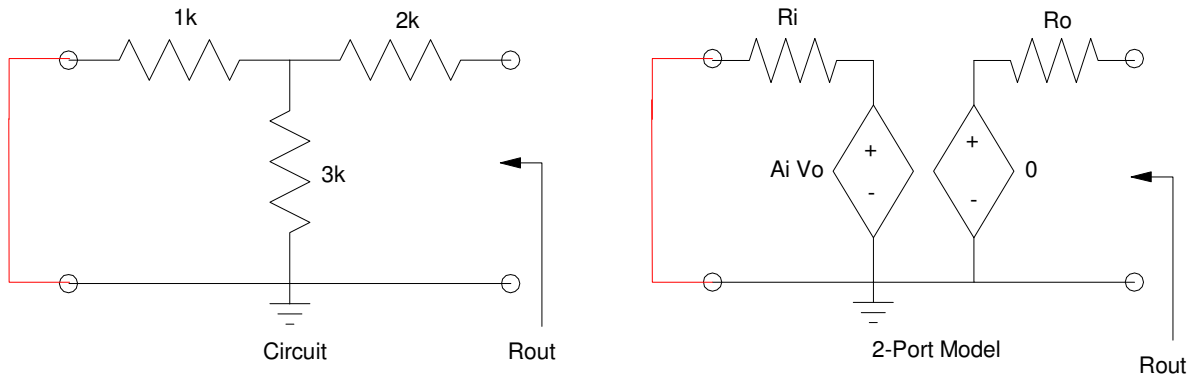 1k
2k
3k
Circuit
Rout
Ri
Ro
Ai Vo
+
-
+
-
0
2-Port Model
Rout